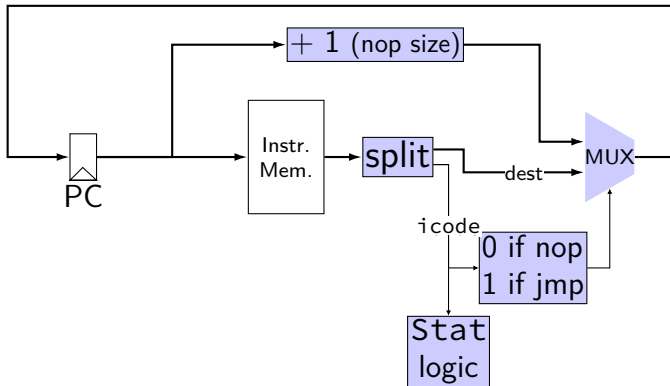 + 1 (nop size)
Instr.
Mem.
split
MUX
dest
PC
icode
0 if nop
1 if jmp
Stat
logic